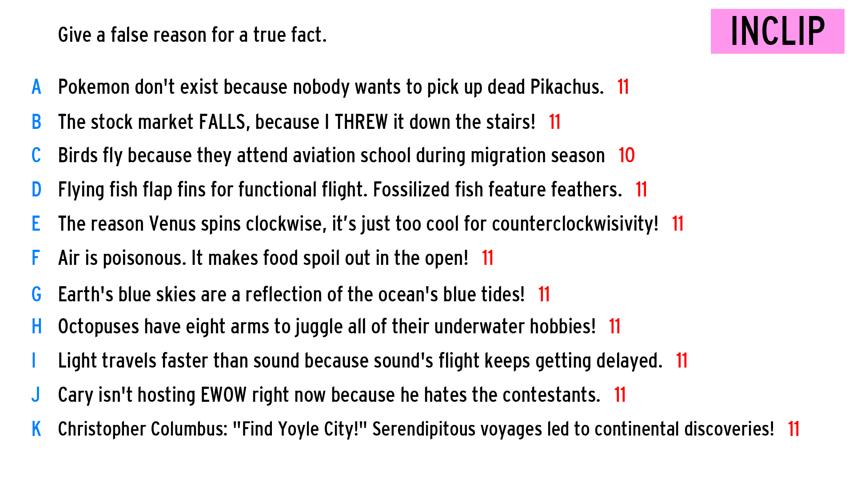 Give a false reason for a true fact.
INCLIP
A Pokemon don't exist because nobody wants to pick up dead Pikachus. 11
B The stock market FALLS, because I THREW it down the stairs! 11
C Birds fly because they attend aviation school during migration season 10
D Flying fish flap fins for functional flight. Fossilized fish feature feathers. 11
E The reason Venus spins clockwise, it’s just too cool for counterclockwisivity! 11
F Air is poisonous. It makes food spoil out in the open! 11
G Earth's blue skies are a reflection of the ocean's blue tides! 11
H Octopuses have eight arms to juggle all of their underwater hobbies! 11
I Light travels faster than sound because sound's flight keeps getting delayed. 11
J Cary isn't hosting EWOW right now because he hates the contestants. 11
K Christopher Columbus: "Find Yoyle City!" Serendipitous voyages led to continental discoveries! 11